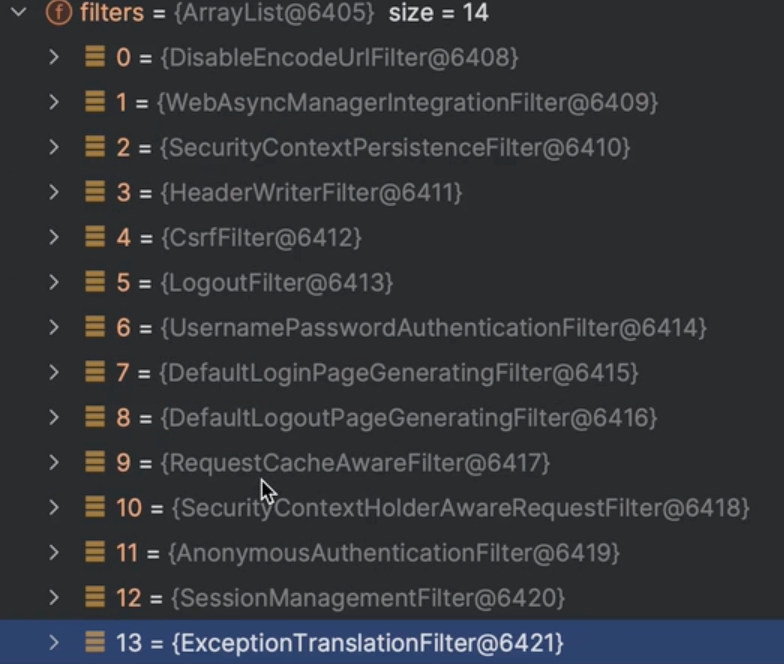 filters = {ArrayList@6405} size = 14
0 = {DisableEncodeUrlFilter@6408}
1 = {WebAsyncManagerIntegrationFilter@6409}
2 = {SecurityContextPersistenceFilter@6410}
3 = {HeaderWriterFilter@6411}
4 = {CsrfFilter@6412}
5 = {LogoutFilter@6413}
6 = {UsernamePasswordAuthenticationFilter@6414}
7 = {DefaultLoginPageGeneratingFilter@6415}
8 = {DefaultLogoutPageGeneratingFilter@6416}
9 = {RequestCacheAwareFilter@6417}
10 = {SecurityContextHolderAwareRequestFilter@6418}
11 = {AnonymousAuthenticationFilter@6419}
12 = {SessionManagementFilter@6420}
13 = {ExceptionTranslationFilter@6421}